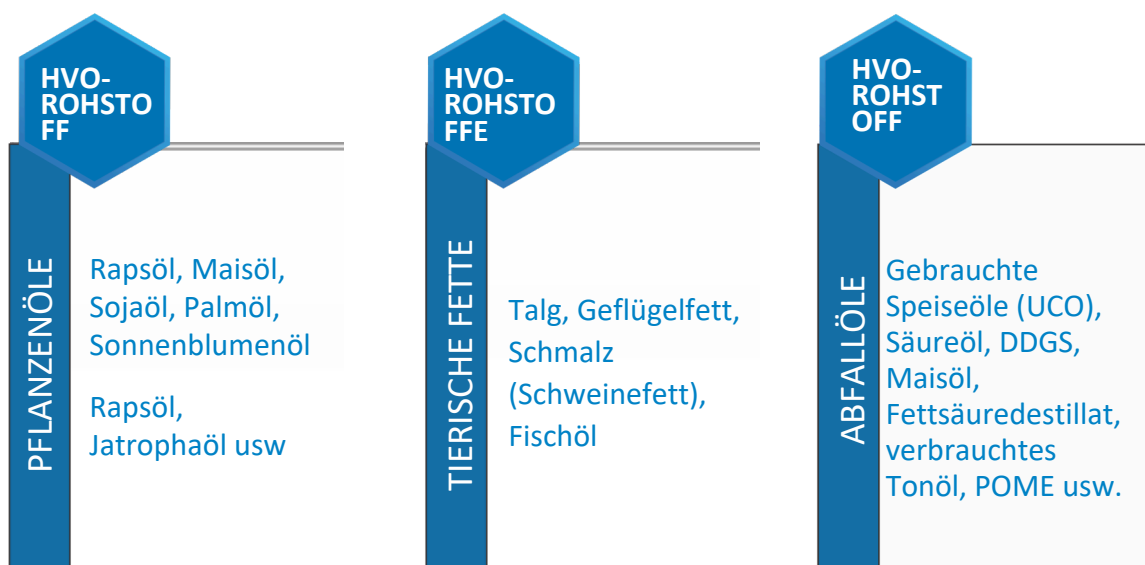 HVO-
ROHSTO
FF
PFLANZENÖLE
Rapsöl, Maisöl,
Sojaöl, Palmöl,
Sonnenblumenöl
Rapsöl,
Jatrophaöl usw
HVO-
ROHSTO
FFE
TIERISCHE FETTE
Talg, Geflügelfett,
Schmalz
(Schweinefett),
Fischöl
HVO-
ROHST
OFF
ABFALLÖLE
Gebrauchte
Speiseöle (UCO),
Säureöl, DDGS,
Maisöl,
Fettsäuredestillat,
verbrauchtes
Tonöl, POME usw.